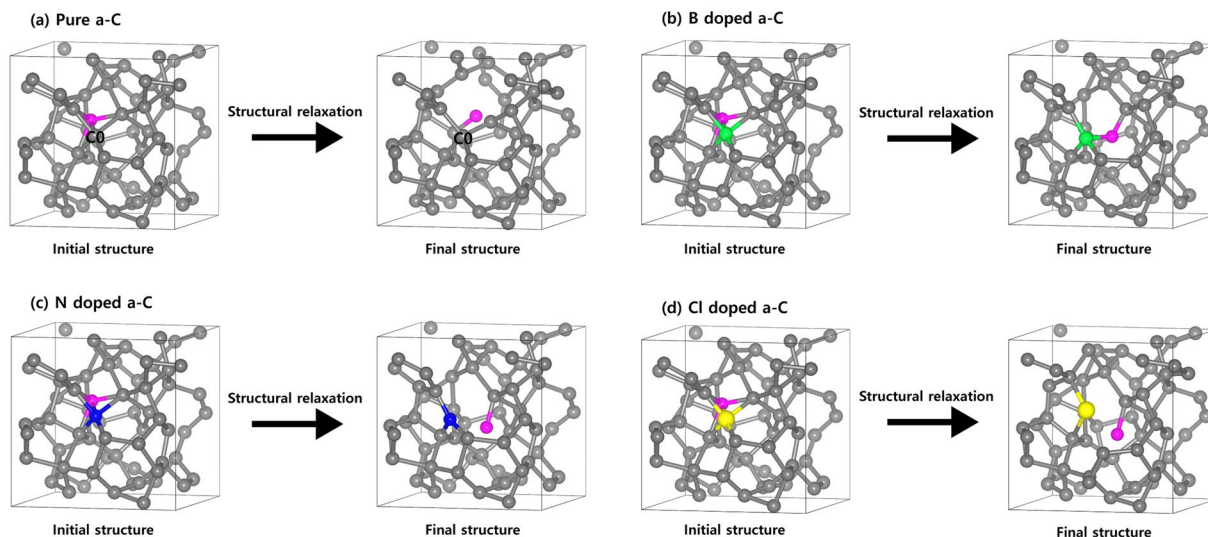 (a) Pure a-C
C0
Structural relaxation
C0
Initial structure
Final structure
(b) B doped a-C
Structural relaxation
Initial structure
Final structure
(c) N doped a-C
Structural relaxation
Initial structure
Final structure
(d) Cl doped a-C
Structural relaxation
Initial structure
Final structure